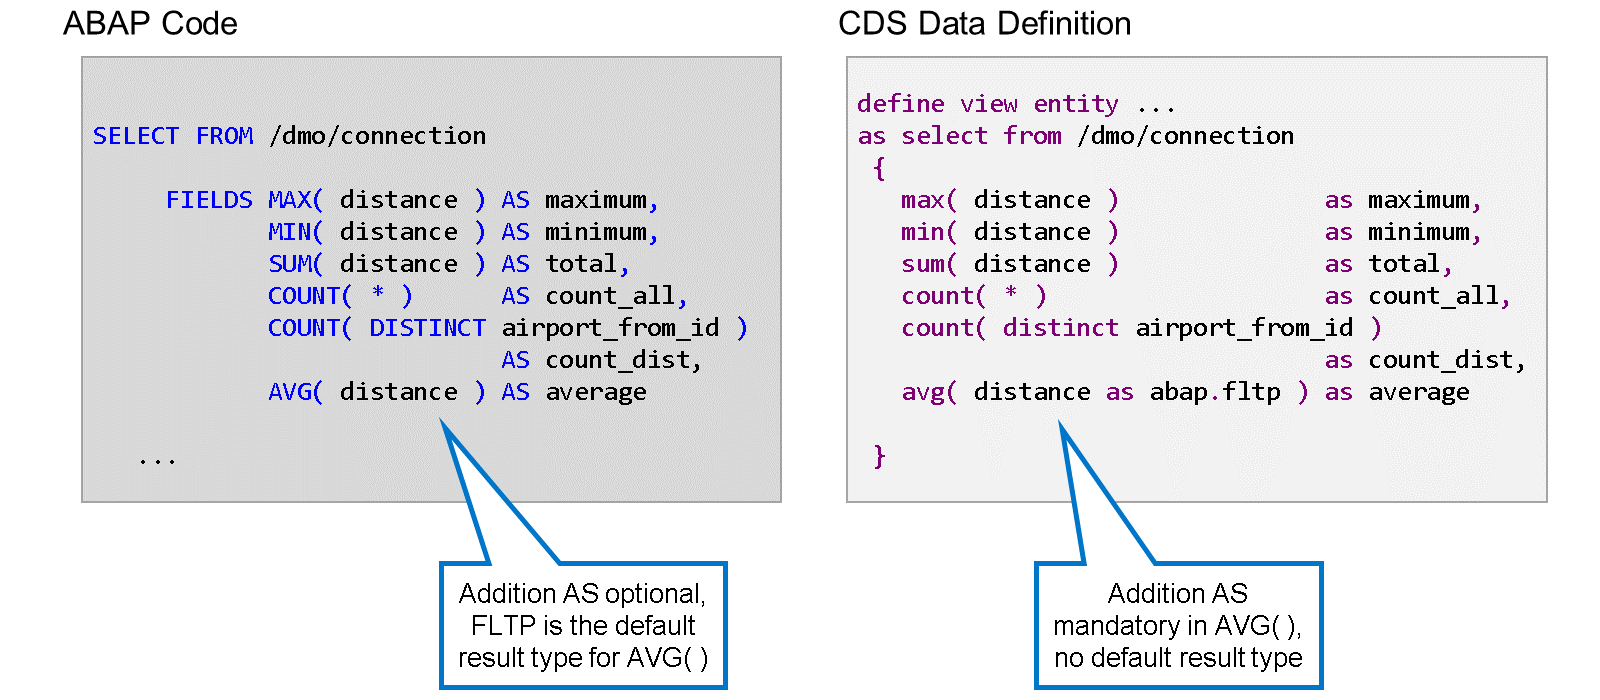 ABAP Code
SELECT FROM /dmo/connection
FIELDS MAX( distance ) AS maximum,
MIN( distance ) AS minimum,
SUM( distance ) AS total,
COUNT( * ) AS count_all,
COUNT( DISTINCT airport_from_id )
AS count_dist,
AVG( distance ) AS average
...
Addition AS optional,
FLTP is the default
result type for AVG( )
CDS Data Definition
define view entity ...
as select from /dmo/connection
{
max( distance ) as maximum,
min( distance ) as minimum,
sum( distance ) as total,
count( * ) as count_all,
count( distinct airport_from_id )
as count_dist,
avg( distance as abap.fltp ) as average
}
Addition AS
mandatory in AVG( ),
no default result type